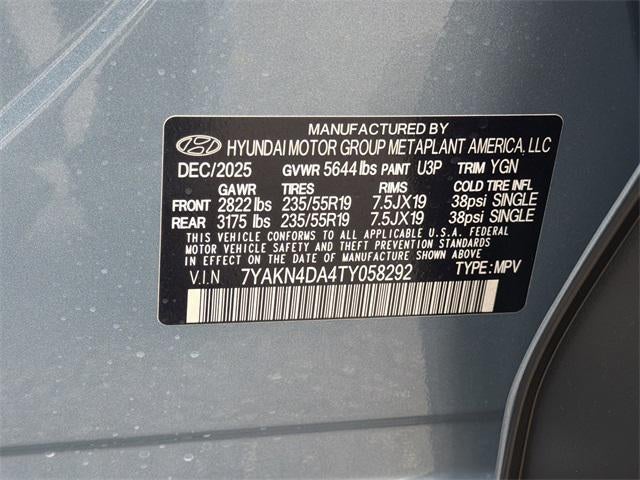 MANUFACTURED BY
HYUNDAI MOTOR GROUP METAPLANT AMERICA, LLC
DEC/2025 GVWR 5644 lbs PAINT U3P TRIM YGN
GAWR TIRES RIMS COLD TIRE INFL
FRONT 2822 lbs 235/55R19 7.5JX19 38psi SINGLE
REAR 3175 lbs 235/55R19 7.5JX19 38psi SINGLE
THIS VEHICLE CONFORMS TO ALL APPLICABLE U.S.A. FEDERAL
MOTOR VEHICLE SAFETY AND THEFT PREVENTION STANDARDS
IN EFFECT ON THE DATE OF MANUFACTURE SHOWN ABOVE.
V.I.N 7YAKN4DA4TY058292 TYPE: MPV